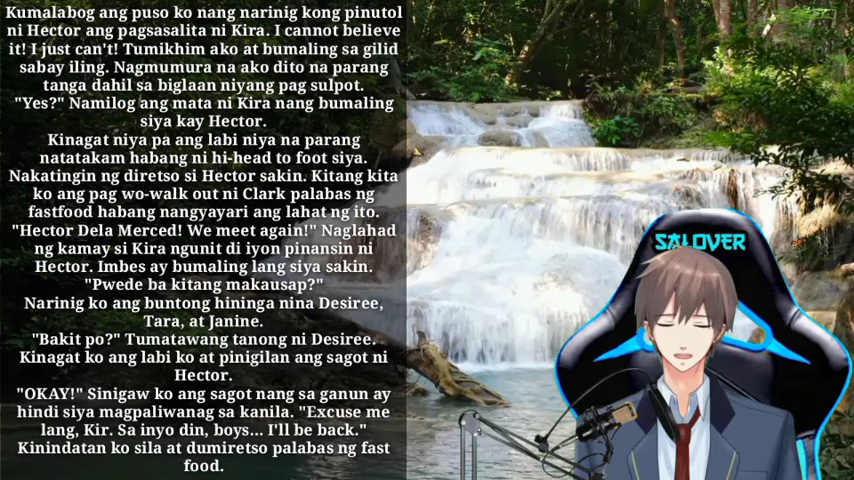 Kumalabog ang puso ko nang narinig kong pinutol
ni Hector ang pagsasalita ni Kira. I cannot believe
it! I just can't! Tumikhim ako at bumaling sa gilid
sabay iling. Nagmumura na ako dito na parang
tanga dahil sa biglaan niyang pag sulpot.
"Yes?" Namilog ang mata ni Kira nang bumaling
siya kay Hector.
Kinagat niya pa ang labi niya na parang
natatakam habang ni hi-head to foot siya.
Nakatingin ng diretso si Hector sakin. Kitang kita
ko ang pag wo-walk out ni Clark palabas ng
fastfood habang nangyayari ang lahat ng ito.
"Hector Dela Merced! We meet again!" Naglahad
ng kamay si Kira ngunit di iyon pinansin ni
Hector. Imbes ay bumaling lang siya sakin.
"Pwede ba kitang makausap?"
Narinig ko ang buntong hininga nina Desiree,
Tara, at Janine.
"Bakit po?" Tumatawang tanong ni Desiree.
Kinagat ko ang labi ko at pinigilan ang sagot ni
Hector.
"OKAY!" Sinigaw ko ang sagot nang sa ganun ay
hindi siya magpaliwanag sa kanila. "Excuse me
lang, Kir. Sa inyo din, boys... I'll be back."
Kinindatan ko sila at dumiretso palabas ng fast
food.
SALOVER